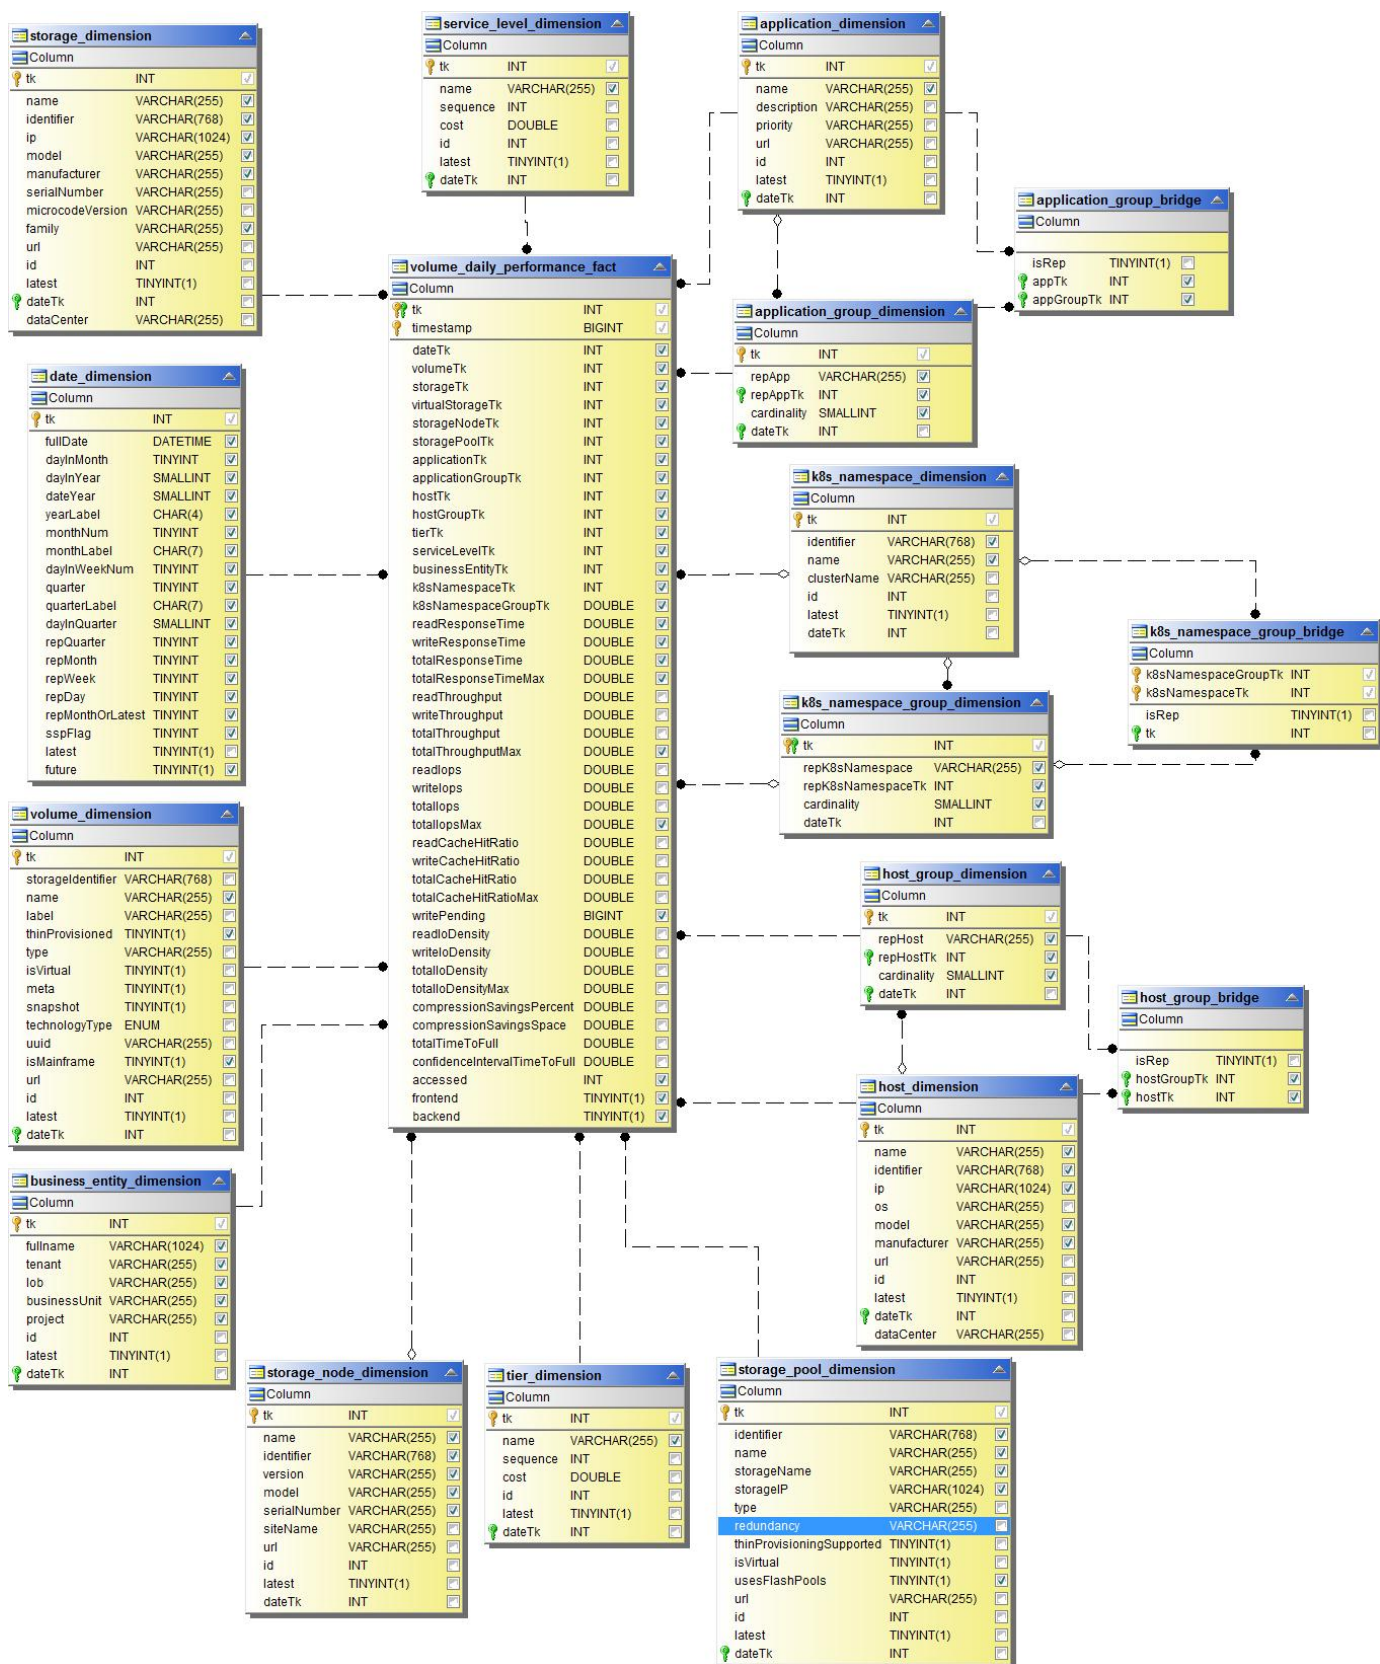 storage_dimension
Column
tk INT
name VARCHAR(255)
identifier VARCHAR(768)
ip VARCHAR(1024)
model VARCHAR(255)
manufacturer VARCHAR(255)
serialNumber VARCHAR(255)
microcodeVersion VARCHAR(255)
family VARCHAR(255)
url VARCHAR(255)
id INT
latest TINYINT(1)
dateTk INT
dataCenter VARCHAR(255)
service_level_dimension
Column
tk INT
name VARCHAR(255)
sequence INT
cost DOUBLE
id INT
latest TINYINT(1)
dateTk INT
application_dimension
Column
tk INT
name VARCHAR(255)
description VARCHAR(255)
priority VARCHAR(255)
url VARCHAR(255)
id INT
latest TINYINT(1)
dateTk INT
application_group_bridge
Column
isRep TINYINT(1)
appTk INT
appGroupTk INT
volume_daily_performance_fact
Column
tk INT
timestamp BIGINT
dateTk INT
volumeTk INT
storageTk INT
virtualStorageTk INT
storageNodeTk INT
storagePoolTk INT
applicationTk INT
applicationGroupTk INT
hostTk INT
hostGroupTk INT
tierTk INT
serviceLevelTk INT
businessEntityTk INT
k8sNamespaceTk INT
k8sNamespaceGroupTk DOUBLE
readResponseTime DOUBLE
writeResponseTime DOUBLE
totalResponseTime DOUBLE
totalResponseTimeMax DOUBLE
readThroughput DOUBLE
writeThroughput DOUBLE
totalThroughput DOUBLE
totalThroughputMax DOUBLE
readIops DOUBLE
writeIops DOUBLE
totalIops DOUBLE
totalIopsMax DOUBLE
readCacheHitRatio DOUBLE
writeCacheHitRatio DOUBLE
totalCacheHitRatio DOUBLE
totalCacheHitRatioMax DOUBLE
writePending BIGINT
readIoDensity DOUBLE
writeIoDensity DOUBLE
totalIoDensity DOUBLE
totalIoDensityMax DOUBLE
compressionSavingsPercent DOUBLE
compressionSavingsSpace DOUBLE
totalTimeToFull DOUBLE
confidenceIntervalTimeToFull DOUBLE
accessed INT
frontend TINYINT(1)
backend TINYINT(1)
application_group_dimension
Column
tk INT
repApp VARCHAR(255)
repAppTk INT
cardinality SMALLINT
dateTk INT
date_dimension
Column
tk INT
fullDate DATETIME
dayInMonth TINYINT
dayInYear SMALLINT
dateYear SMALLINT
yearLabel CHAR(4)
monthNum TINYINT
monthLabel CHAR(7)
dayInWeekNum TINYINT
quarter TINYINT
quarterLabel CHAR(7)
dayInQuarter SMALLINT
repQuarter TINYINT
repMonth TINYINT
repWeek TINYINT
repDay TINYINT
repMonthOrLatest TINYINT
sspFlag TINYINT
latest TINYINT(1)
future TINYINT(1)
k8s_namespace_dimension
Column
tk INT
identifier VARCHAR(768)
name VARCHAR(255)
clusterName VARCHAR(255)
id INT
latest TINYINT(1)
dateTk INT
k8s_namespace_group_bridge
Column
k8sNamespaceGroupTk INT
k8sNamespaceTk INT
isRep TINYINT(1)
tk INT
k8s_namespace_group_dimension
Column
tk INT
repK8sNamespace VARCHAR(255)
repK8sNamespaceTk INT
cardinality SMALLINT
dateTk INT
volume_dimension
Column
tk INT
storageIdentifier VARCHAR(768)
name VARCHAR(255)
label VARCHAR(255)
thinProvisioned TINYINT(1)
type VARCHAR(255)
isVirtual TINYINT(1)
meta TINYINT(1)
snapshot TINYINT(1)
technologyType ENUM
uuid VARCHAR(255)
isMainframe TINYINT(1)
url VARCHAR(255)
id INT
latest TINYINT(1)
dateTk INT
host_group_dimension
Column
tk INT
repHost VARCHAR(255)
repHostTk INT
cardinality SMALLINT
dateTk INT
host_group_bridge
Column
isRep TINYINT(1)
hostGroupTk INT
hostTk INT
host_dimension
Column
tk INT
name VARCHAR(255)
identifier VARCHAR(768)
ip VARCHAR(1024)
os VARCHAR(255)
model VARCHAR(255)
manufacturer VARCHAR(255)
url VARCHAR(255)
id INT
latest TINYINT(1)
dateTk INT
dataCenter VARCHAR(255)
business_entity_dimension
Column
tk INT
fullname VARCHAR(1024)
tenant VARCHAR(255)
lob VARCHAR(255)
businessUnit VARCHAR(255)
project VARCHAR(255)
id INT
latest TINYINT(1)
dateTk INT
storage_node_dimension
Column
tk INT
name VARCHAR(255)
identifier VARCHAR(768)
version VARCHAR(255)
model VARCHAR(255)
serialNumber VARCHAR(255)
siteName VARCHAR(255)
url VARCHAR(255)
id INT
latest TINYINT(1)
dateTk INT
tier_dimension
Column
tk INT
name VARCHAR(255)
sequence INT
cost DOUBLE
id INT
latest TINYINT(1)
dateTk INT
storage_pool_dimension
Column
tk INT
identifier VARCHAR(768)
name VARCHAR(255)
storageName VARCHAR(255)
storageIP VARCHAR(1024)
type VARCHAR(255)
redundancy VARCHAR(255)
thinProvisioningSupported TINYINT(1)
isVirtual TINYINT(1)
usesFlashPools TINYINT(1)
url VARCHAR(255)
id INT
latest TINYINT(1)
dateTk INT